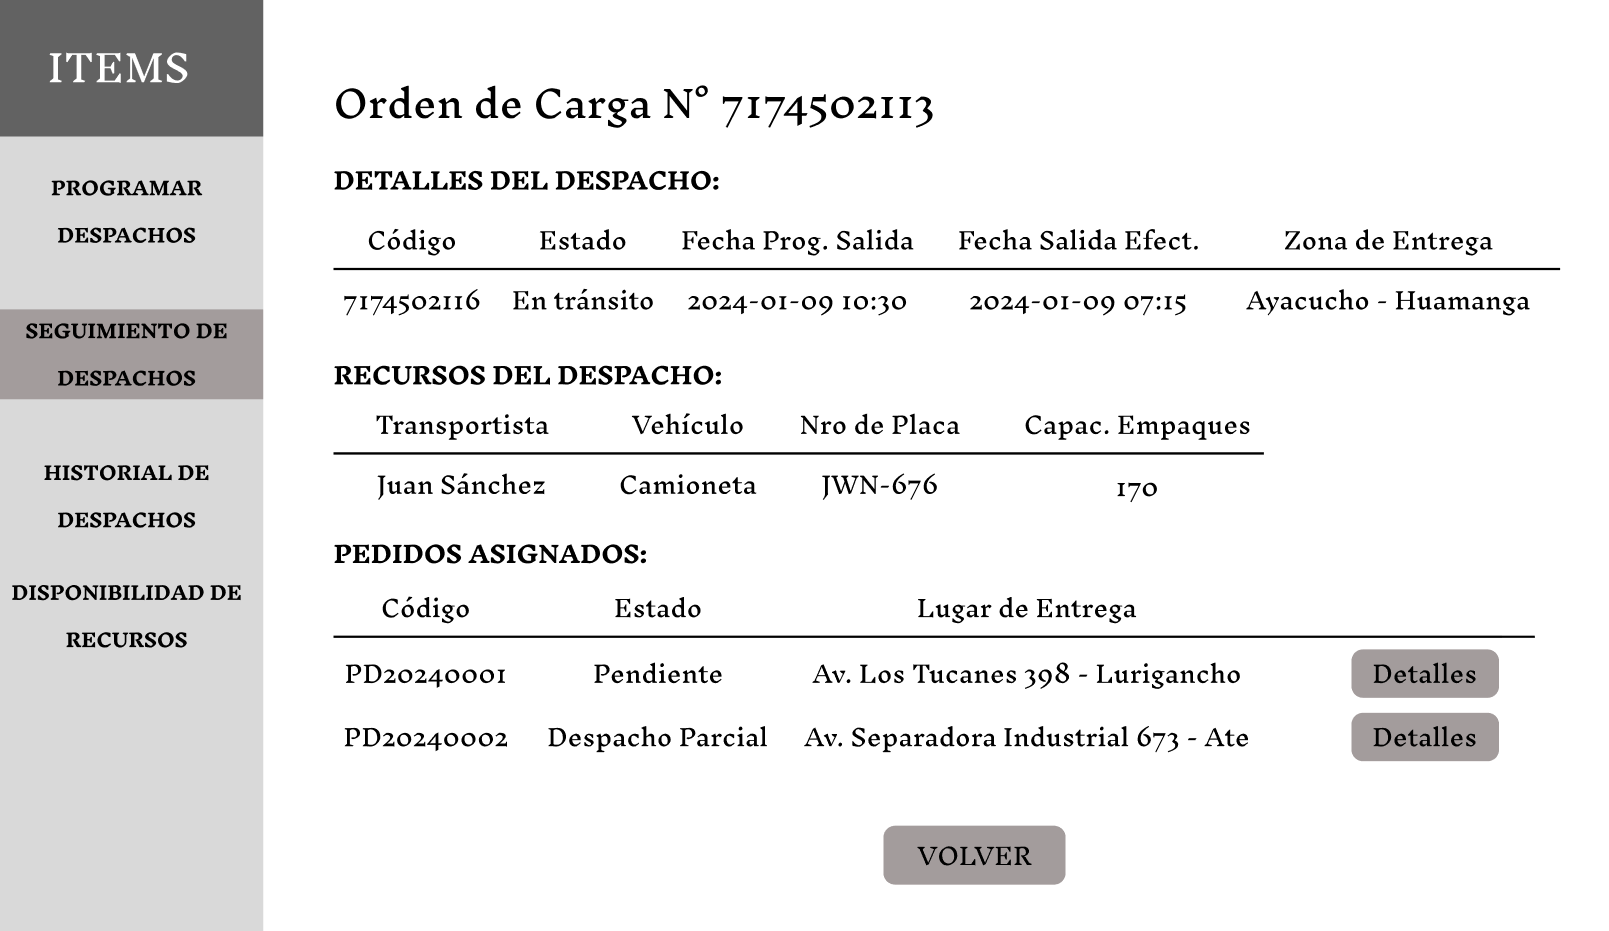 ITEMS
PROGRAMAR
DESPACHOS
SEGUIMIENTO DE
DESPACHOS
HISTORIAL DE
DESPACHOS
DISPONIBILIDAD DE
RECURSOS
Orden de Carga N° 7174502113
DETALLES DEL DESPACHO:
Código Estado Fecha Prog. Salida Fecha Salida Efect. Zona de Entrega
7174502116 En tránsito 2024-01-09 10:30 2024-01-09 07:15 Ayacucho - Huamanga
RECURSOS DEL DESPACHO:
Transportista Vehículo Nro de Placa Capac. Empaques
Juan Sánchez Camioneta JWN-676 170
PEDIDOS ASIGNADOS:
Código Estado Lugar de Entrega
PD20240001 Pendiente Av. Los Tucanes 398 - Lurigancho Detalles
PD20240002 Despacho Parcial Av. Separadora Industrial 673 - Ate Detalles
VOLVER